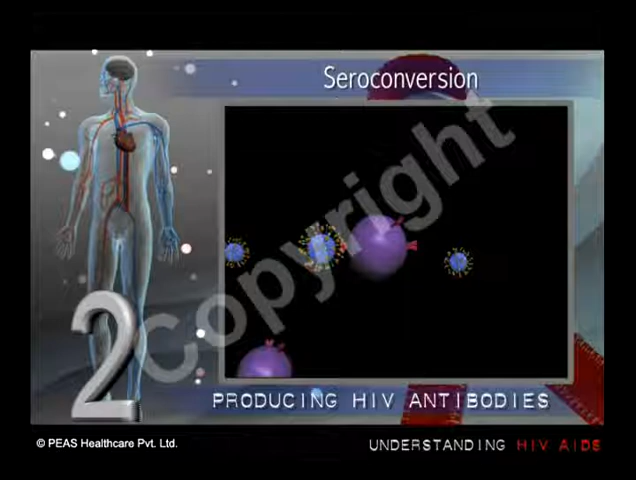 Seroconversion
Copyright
2
PRODUCING HIV ANTIBODIES
© PEAS Healthcare Pvt. Ltd.
UNDERSTANDING HIV AIDS